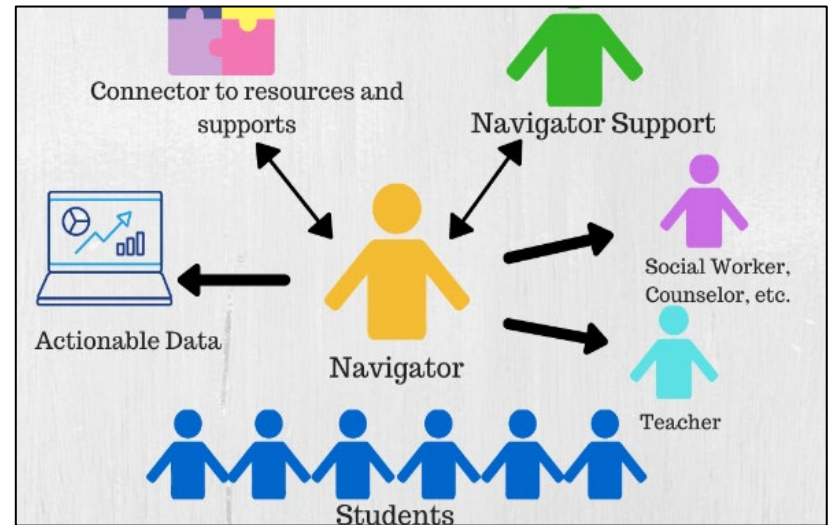 Connector to resources and
supports
Navigator Support
Social Worker,
Counselor, etc.
Actionable Data
Navigator
Teacher
Students